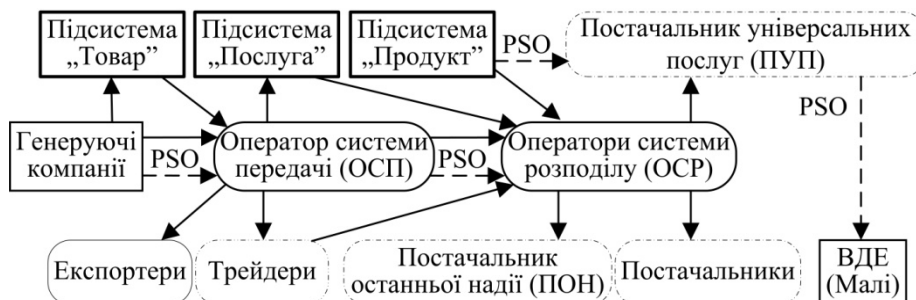 Підсистема
„Товар”
Підсистема
„Послуга”
Підсистема
„Продукт”
PSO
Постачальник універсальних
послуг (ПУП)
PSO
Генеруючі
компанії
PSO
Оператор системи
передачі (ОСП)
PSO
Оператори системи
розподілу (ОСР)
Експортери
Трейдери
Постачальник
останньої надії (ПОН)
Постачальники
ВДЕ
(Малі)